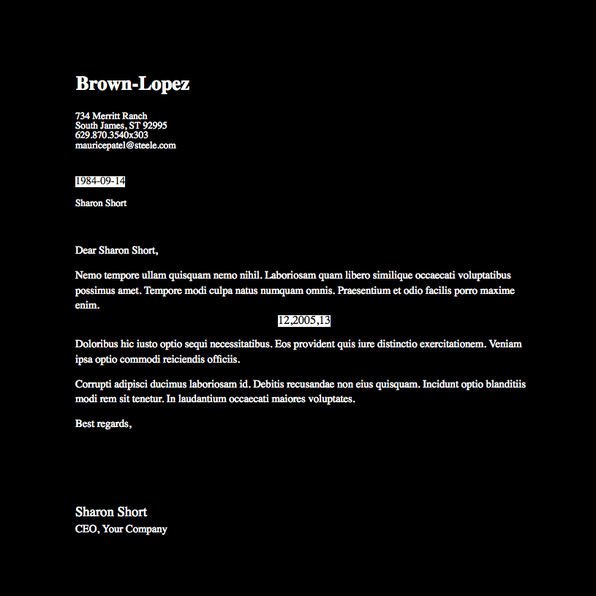 Brown-Lopez
734 Merritt Ranch
South James, ST 92995
629.870.3540x303
mauricepatel@steele.com
1984-09-14
Sharon Short
Dear Sharon Short,
Nemo tempore ullam quisquam nemo nihil. Laboriosam quam libero similique occaecati voluptatibus
possimus amet. Tempore modi culpa natus numquam omnis. Praesentium et odio facilis porro maxime
enim.
12,2005,13
Doloribus hic iusto optio sequi necessitatibus. Eos provident quis iure distinctio exercitationem. Veniam
ipsa optio commodi reiciendis officiis.
Corrupti adipisci ducimus laboriosam id. Debitis recusandae non eius quisquam. Incidunt optio blanditiis
modi rem sit tenetur. In laudantium occaecati maiores voluptates.
Best regards,
Sharon Short
CEO, Your Company